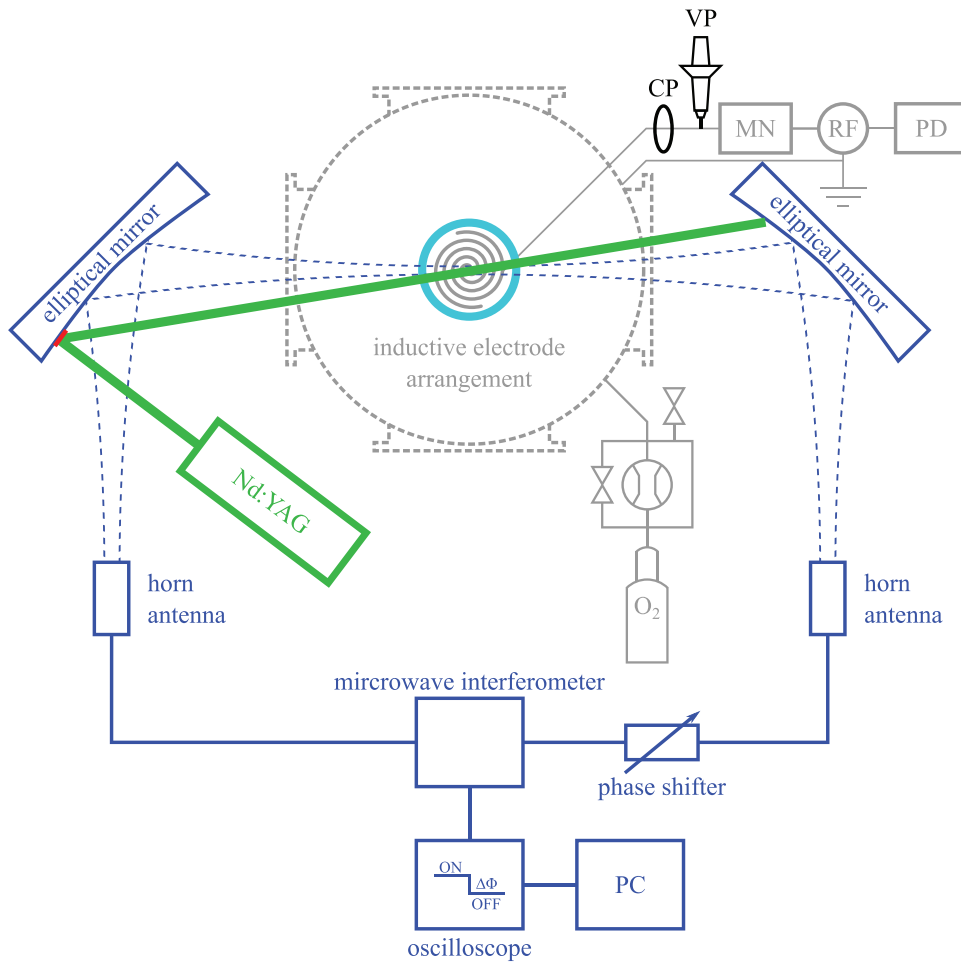 VP
CP
MN
RF
PD
elliptical mirror
elliptical mirror
inductive electrode
arrangement
Nd:YAG
horn
antenna
O2
horn
antenna
mircrowave interferometer
phase shifter
ON
ΔΦ
OFF
PC
oscilloscope